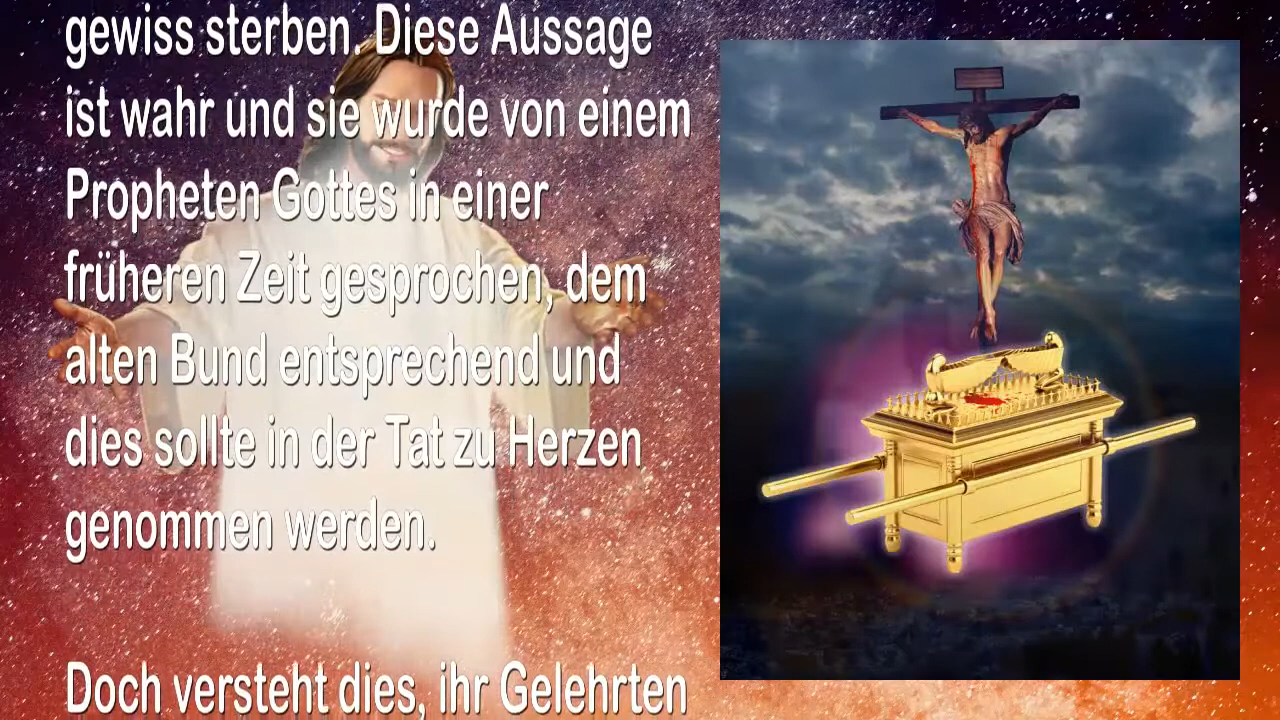 gewiss sterben. Diese Aussage
ist wahr und sie wurde von einem
Propheten Gottes in einer
früheren Zeit gesprochen, dem
alten Bund entsprechend und
dies sollte in der Tat zu Herzen
genommen werden.
Doch versteht dies, ihr Gelehrten